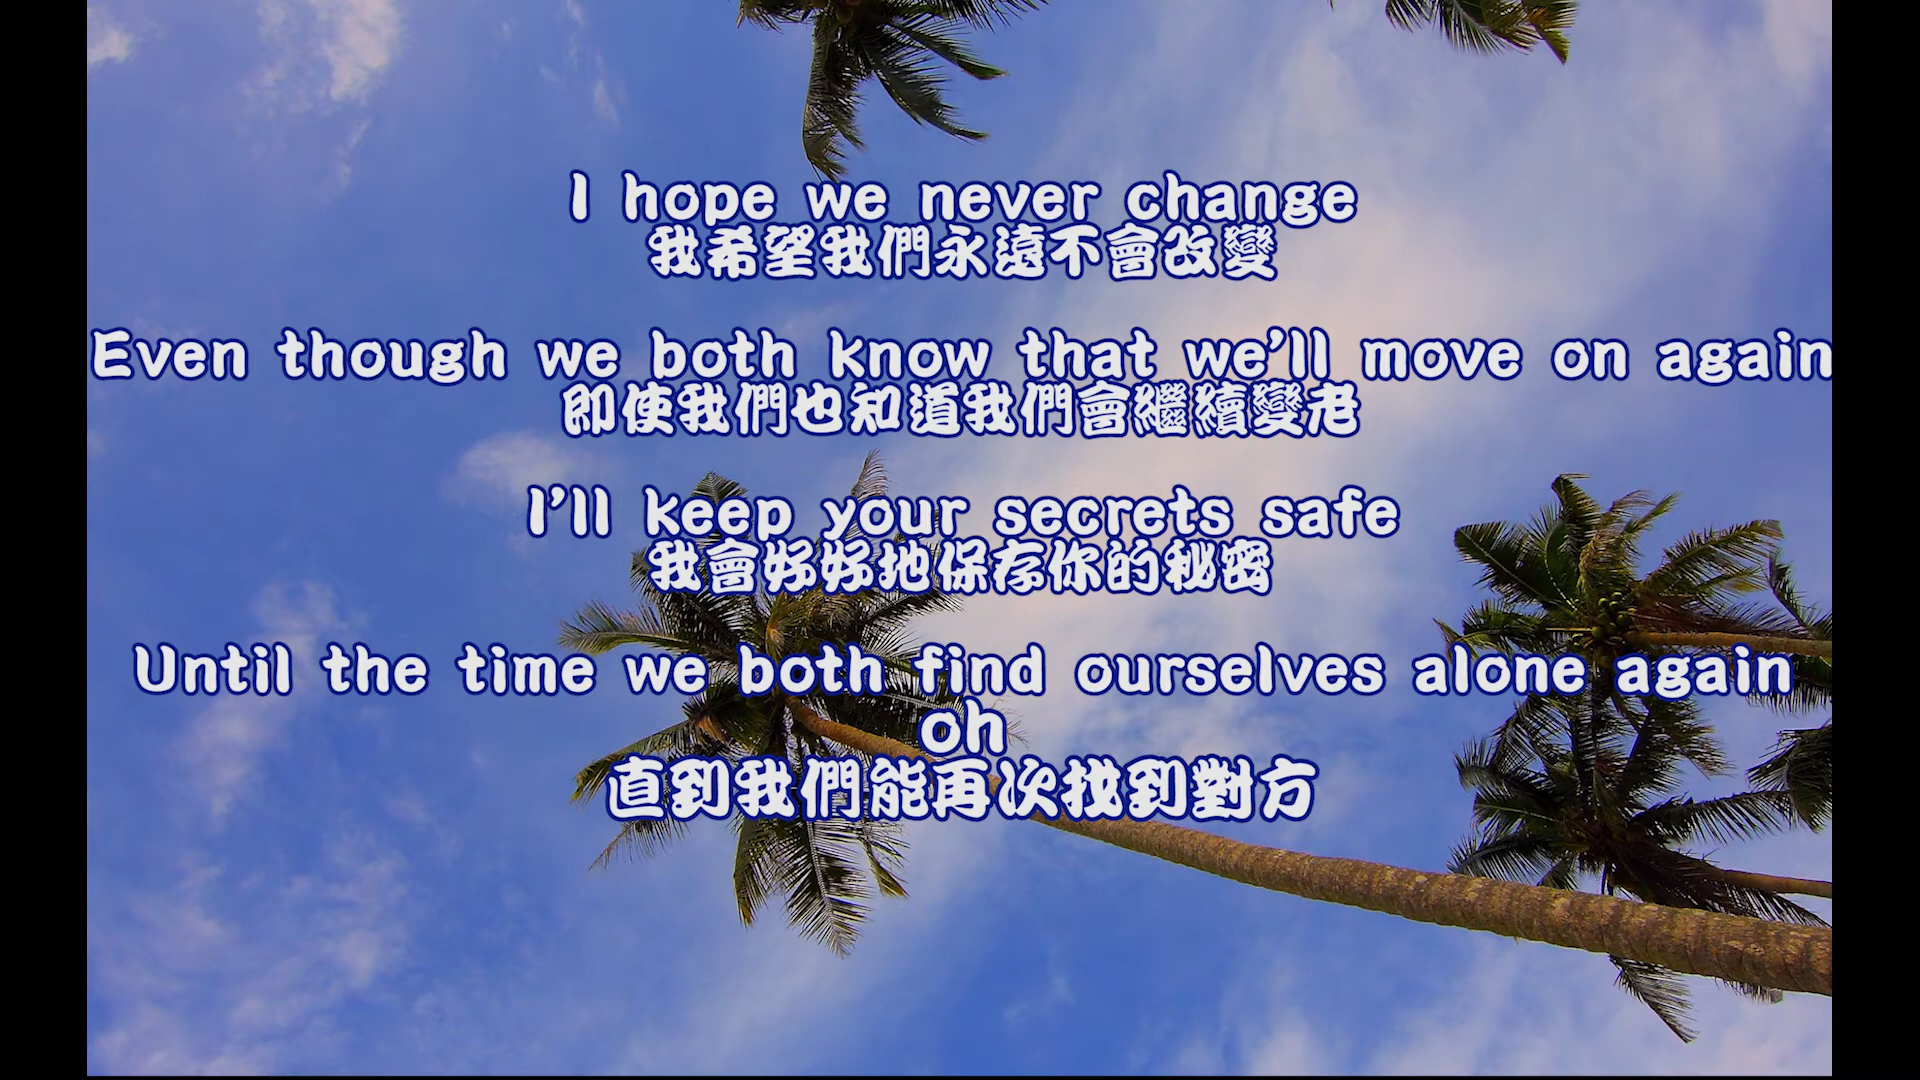 I hope we never change
我希望我們永遠不會改變
Even though we both know that we'll move on again
即使我們也知道我們會繼續變老
I'll keep your secrets safe
我會好好地保存你的秘密
Until the time we both find ourselves alone again
oh
直到我們能再次找到對方